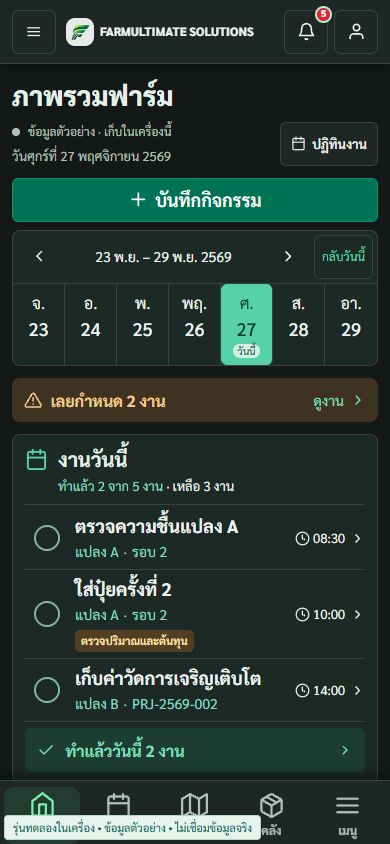 FARMULTIMATE SOLUTIONS
5
ภาพรวมฟาร์ม
ข้อมูลตัวอย่าง · เก็บในเครื่องนี้
วันศุกร์ที่ 27 พฤศจิกายน 2569
ปฏิทินงาน
+ บันทึกกิจกรรม
23 พ.ย. – 29 พ.ย. 2569
กลับวันนี้
จ. อ. พ. พฤ. ศ. ส. อา.
23 24 25 26 27 28 29
วันนี้
เลยกำหนด 2 งาน
ดูงาน
งานวันนี้
ทำแล้ว 2 จาก 5 งาน · เหลือ 3 งาน
ตรวจความชื้นแปลง A
แปลง A · รอบ 2
08:30
ใส่ปุ๋ยครั้งที่ 2
แปลง A · รอบ 2
10:00
ตรวจปริมาณและต้นทุน
เก็บค่าวัดการเจริญเติบโต
แปลง B · PRJ-2569-002
14:00
ทำแล้ววันนี้ 2 งาน
รุ่นทดลองในเครื่อง • ข้อมูลตัวอย่าง • ไม่เชื่อมข้อมูลจริง
คลัง
เมนู